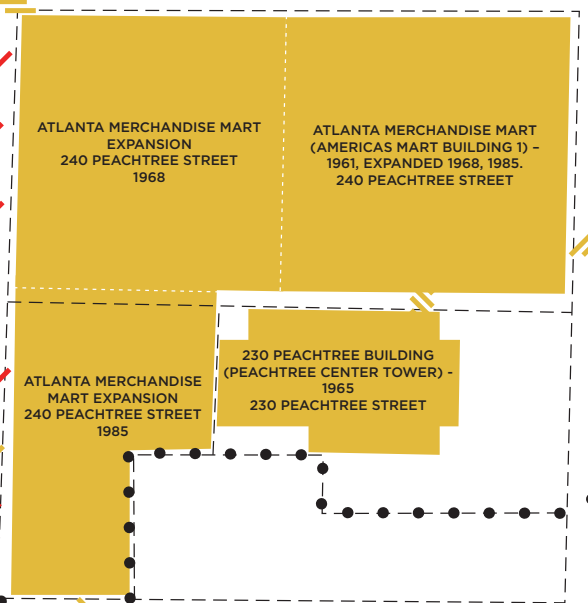 ATLANTA MERCHANDISE MART
EXPANSION
240 PEACHTREE STREET
1968
ATLANTA MERCHANDISE MART
(AMERICAS MART BUILDING 1) –
1961, EXPANDED 1968, 1985.
240 PEACHTREE STREET
230 PEACHTREE BUILDING
(PEACHTREE CENTER TOWER) -
1965
230 PEACHTREE STREET
ATLANTA MERCHANDISE
MART EXPANSION
240 PEACHTREE STREET
1985